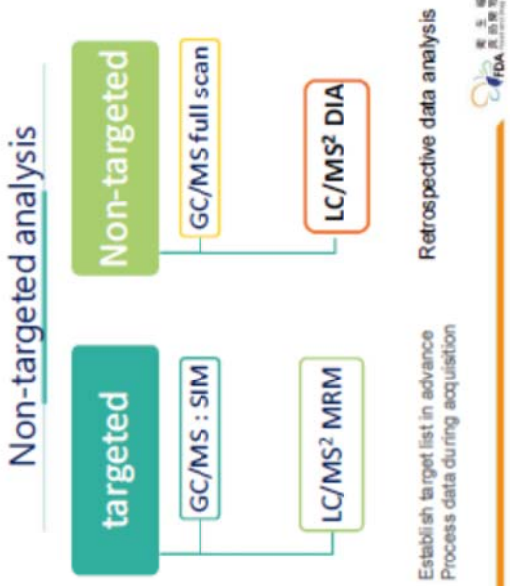 Non-targeted analysis
targeted
GC/MS : SIM
LC/MS² MRM
Non-targeted
GC/MS full scan
LC/MS² DIA
Establish target list in advance
Process data during acquisition
Retrospective data analysis
FDA